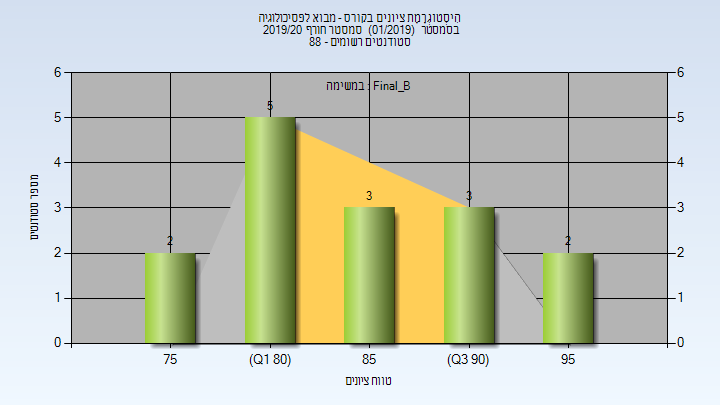 היסטוגרמת ציונים בקורס - מבוא לפסיכולוגיה
בסמסטר (01/2019) סמסטר חורף 2019/20
סטודנטים רשומים - 88
במשימה : Final_B
6 6
5 5 5
4 4
3 3 3 3
2 2 2 2
1 1
0 0
75 (Q1 80) 85 (Q3 90) 95
מספר סטודנטים
טווח ציונים